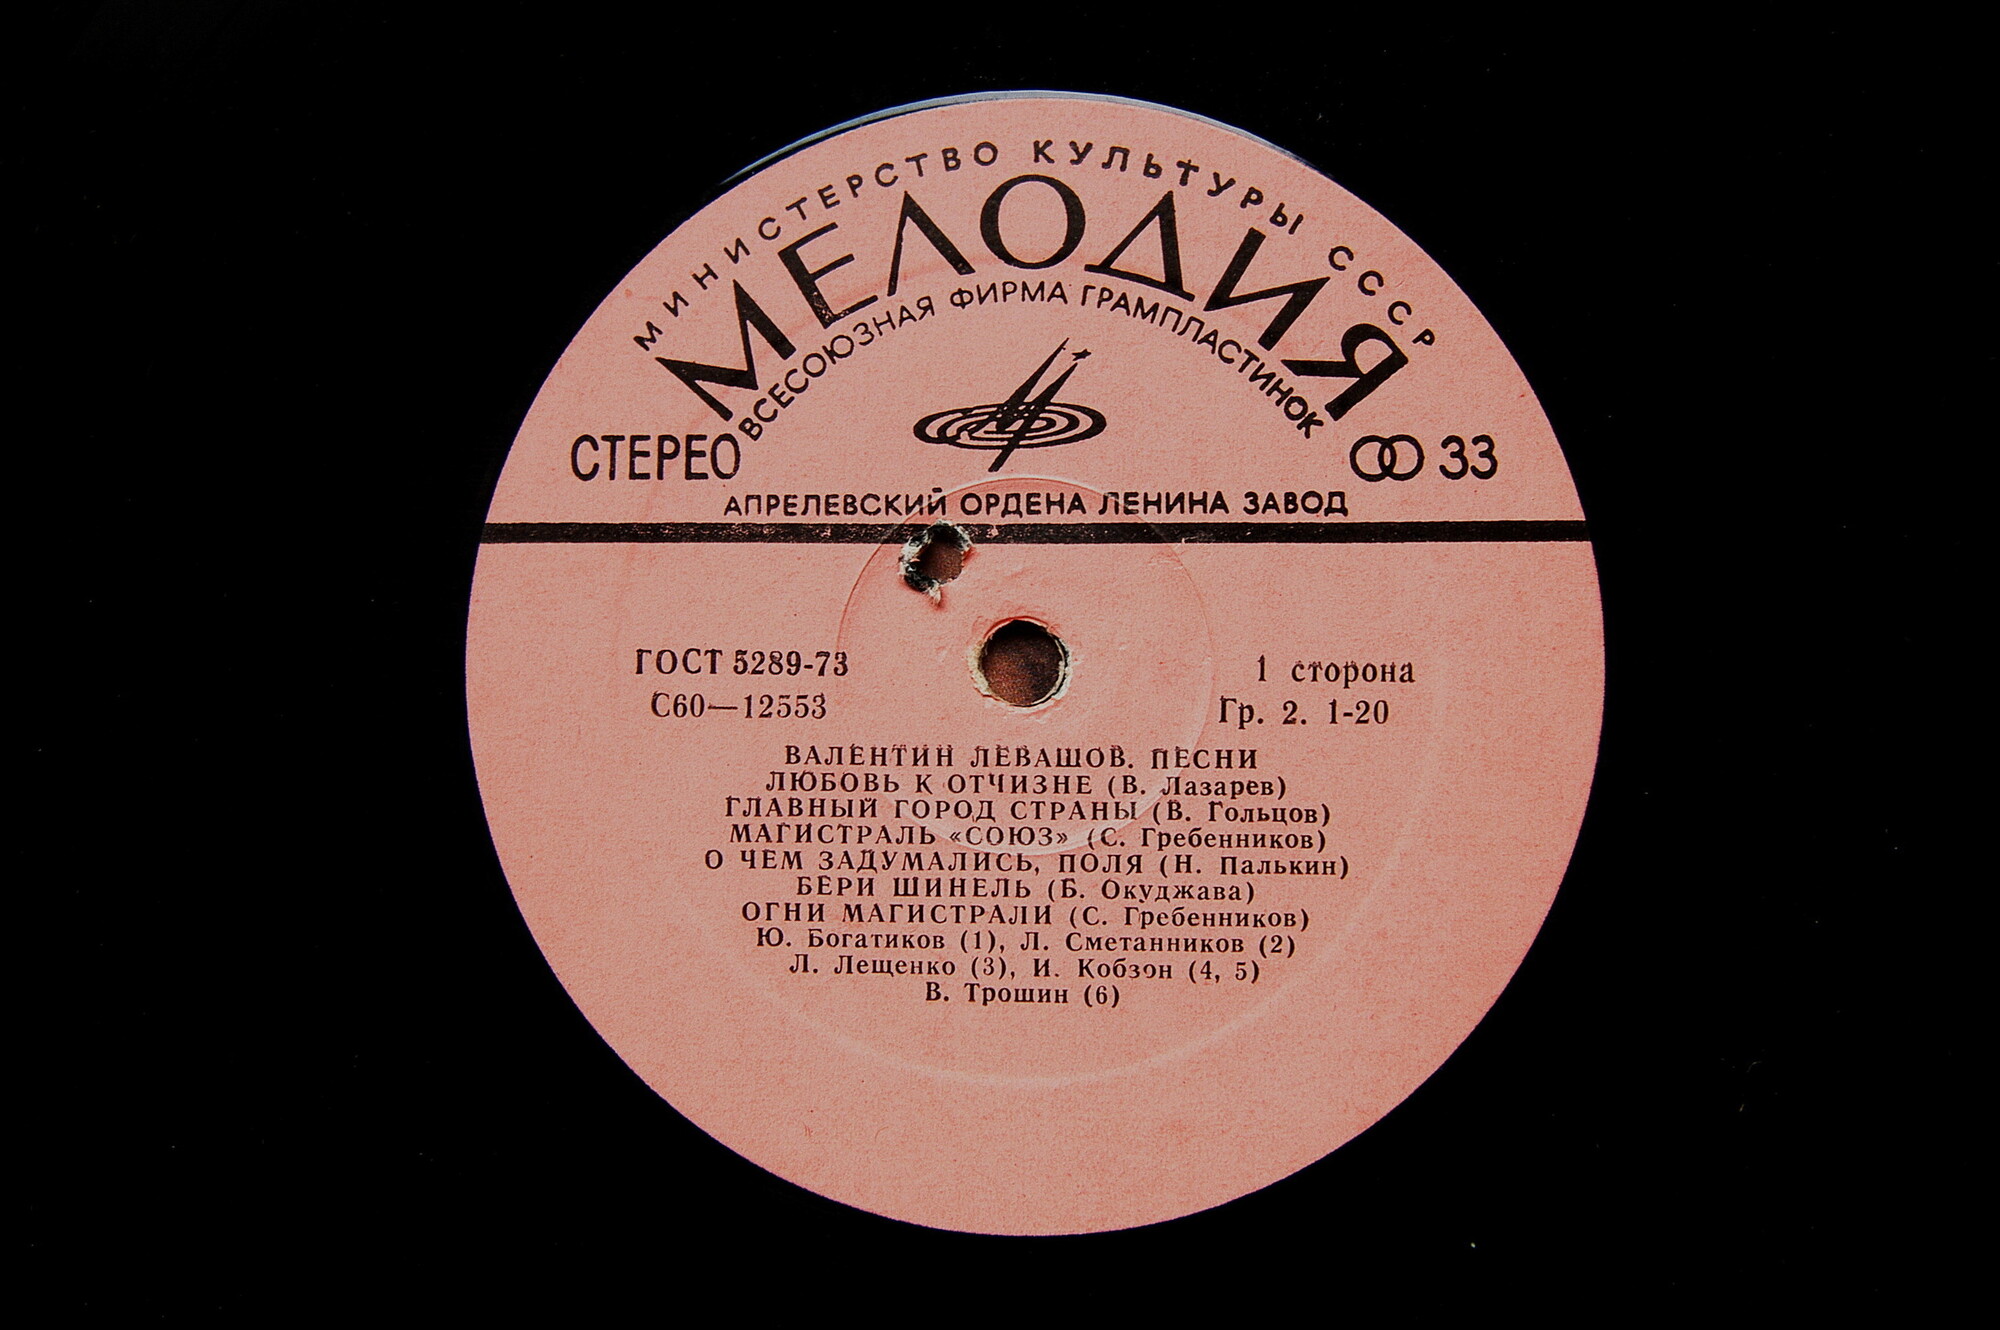 МИНИСТЕРСТВО КУЛЬТУРЫ СССР
МЕЛОДИЯ
ВСЕСОЮЗНАЯ ФИРМА ГРАМПЛАСТИНОК
СТЕРЕО
33
АПРЕЛЕВСКИЙ ОРДЕНА ЛЕНИНА ЗАВОД
ГОСТ 5289-73
С60—12553
1 сторона
Гр. 2. 1-20
ВАЛЕНТИН ЛЕВАШОВ. ПЕСНИ
ЛЮБОВЬ К ОТЧИЗНЕ (В. Лазарев)
ГЛАВНЫЙ ГОРОД СТРАНЫ (В. Гольцов)
МАГИСТРАЛЬ «СОЮЗ» (С. Гребенников)
О ЧЕМ ЗАДУМАЛИСЬ, ПОЛЯ (Н. Палькин)
БЕРИ ШИНЕЛЬ (Б. Окуджава)
ОГНИ МАГИСТРАЛИ (С. Гребенников)
Ю. Богатиков (1), Л. Сметанников (2)
Л. Лещенко (3), И. Кобзон (4, 5)
В. Трошин (6)